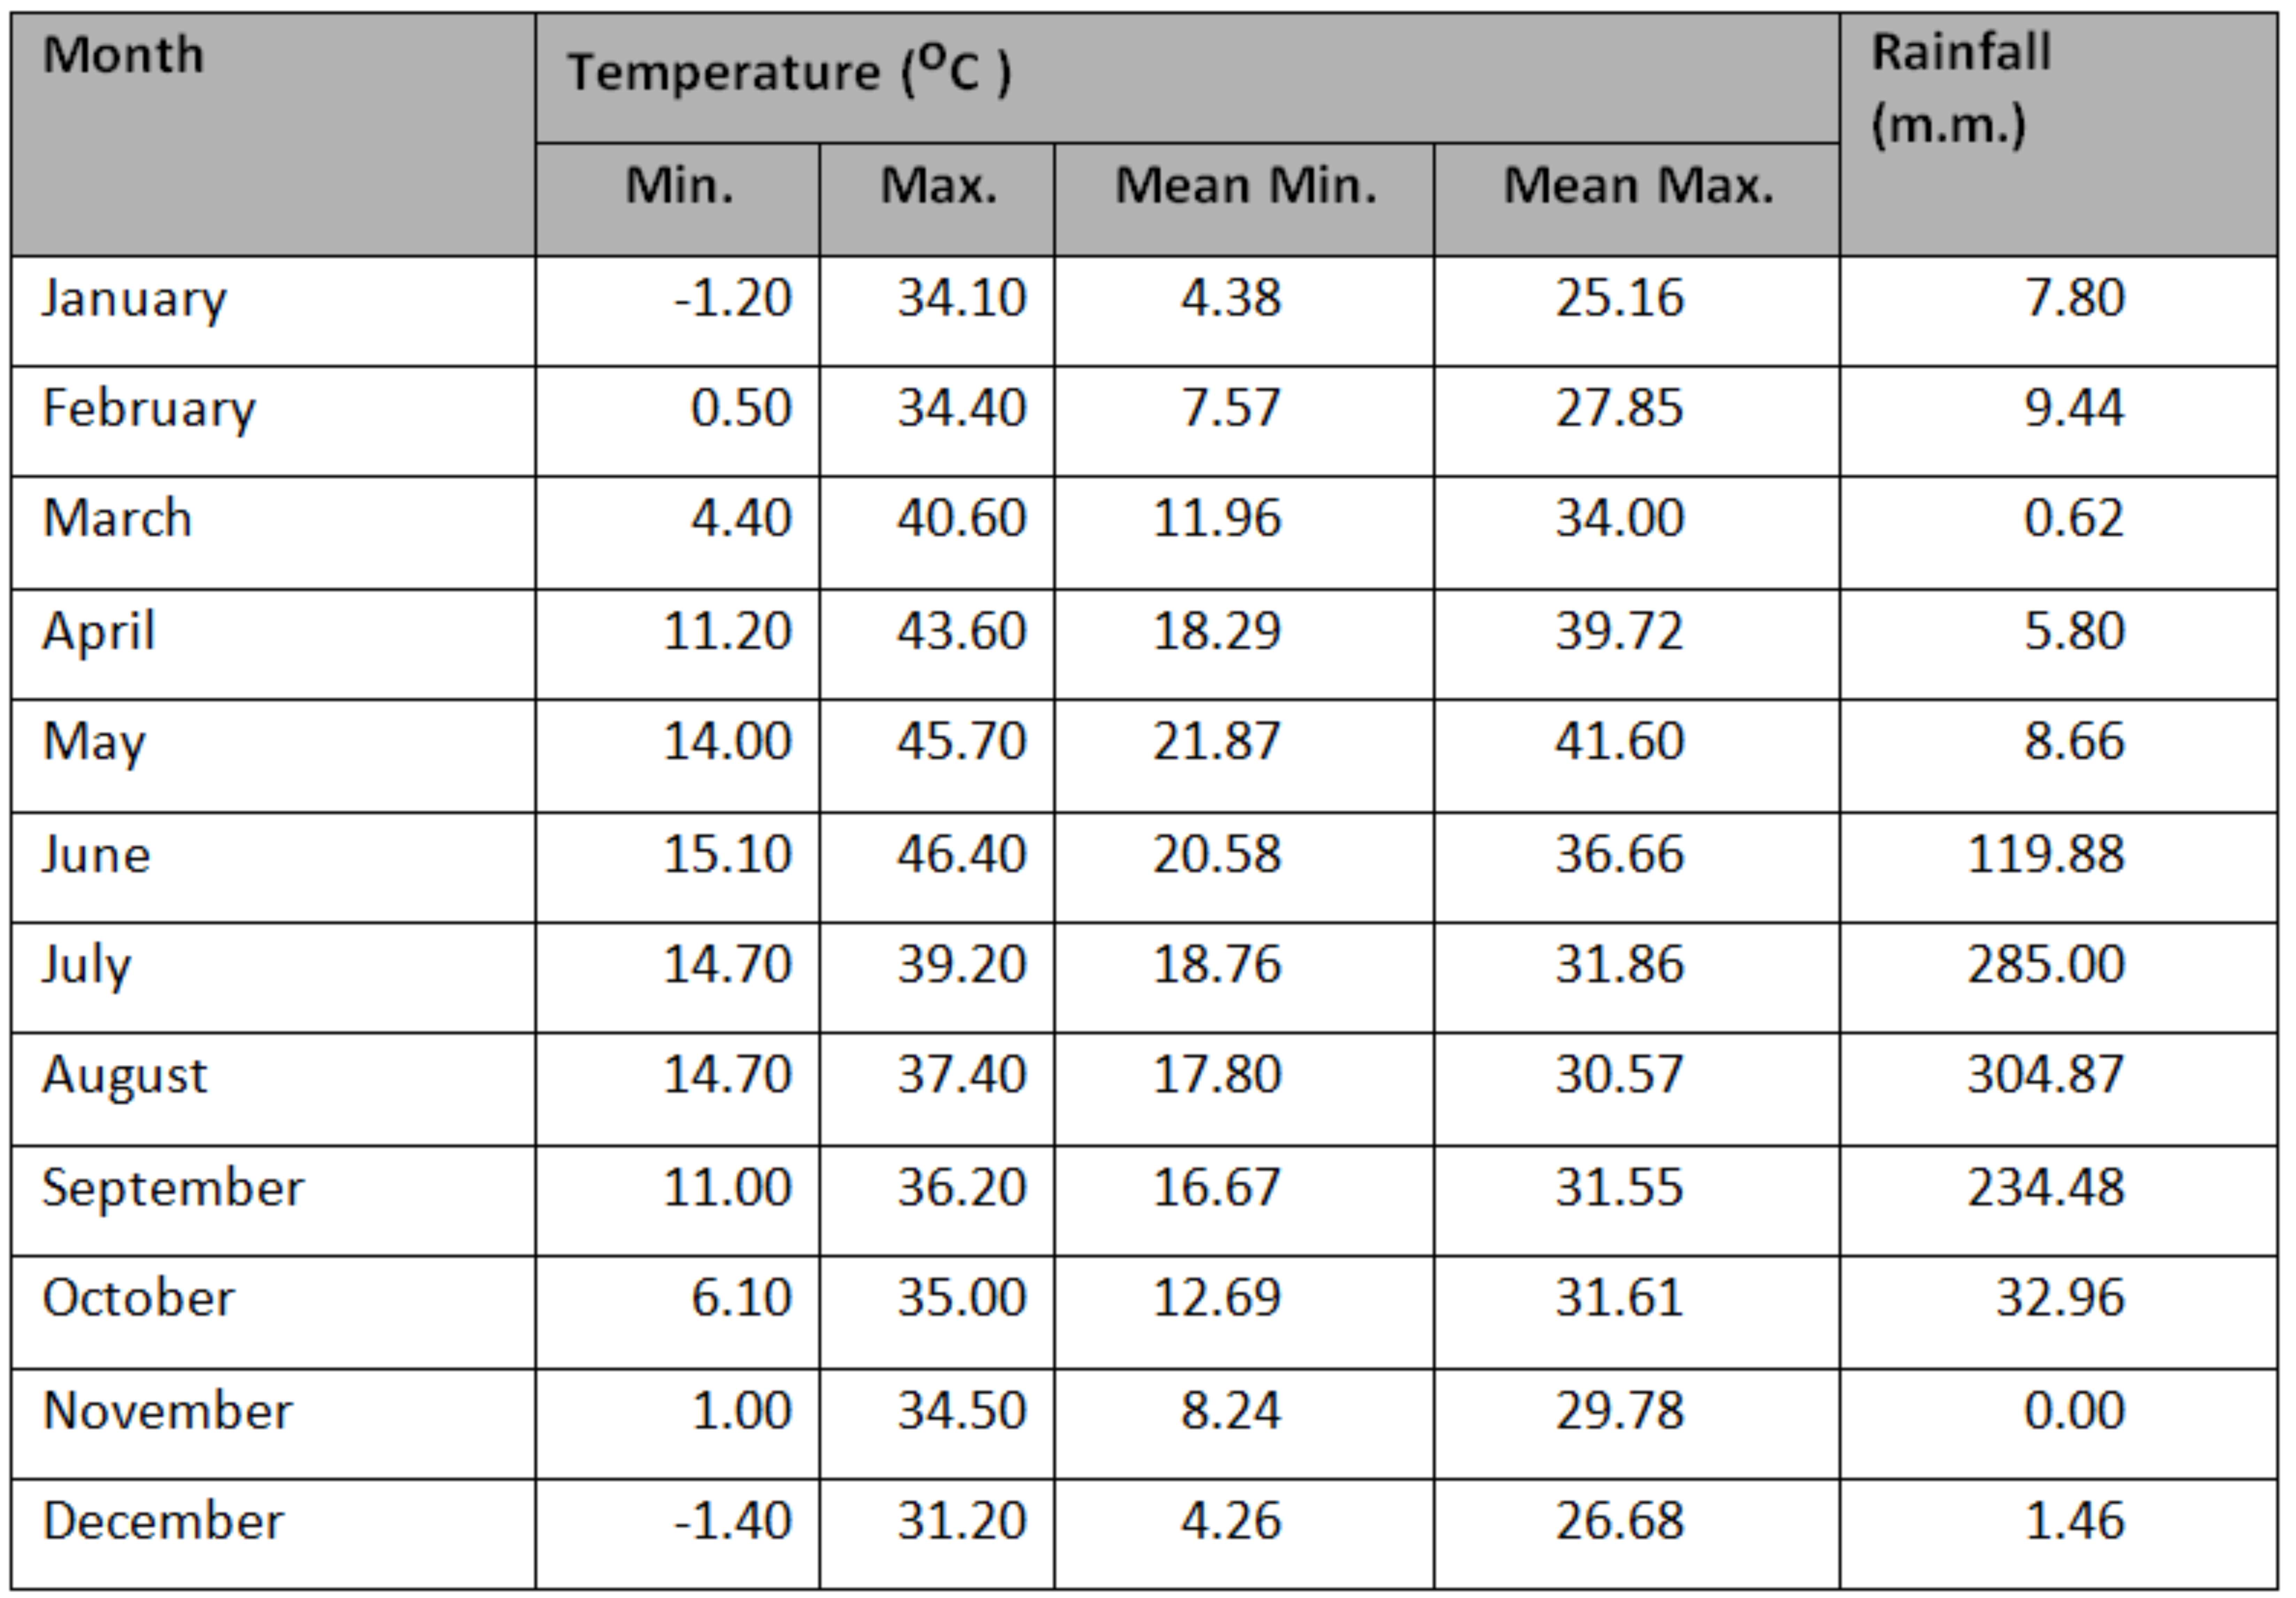 Month Temperature (⁰C ) Rainfall
(m.m.)
Min. Max. Mean Min. Mean Max.
January -1.20 34.10 4.38 25.16 7.80
February 0.50 34.40 7.57 27.85 9.44
March 4.40 40.60 11.96 34.00 0.62
April 11.20 43.60 18.29 39.72 5.80
May 14.00 45.70 21.87 41.60 8.66
June 15.10 46.40 20.58 36.66 119.88
July 14.70 39.20 18.76 31.86 285.00
August 14.70 37.40 17.80 30.57 304.87
September 11.00 36.20 16.67 31.55 234.48
October 6.10 35.00 12.69 31.61 32.96
November 1.00 34.50 8.24 29.78 0.00
December -1.40 31.20 4.26 26.68 1.46